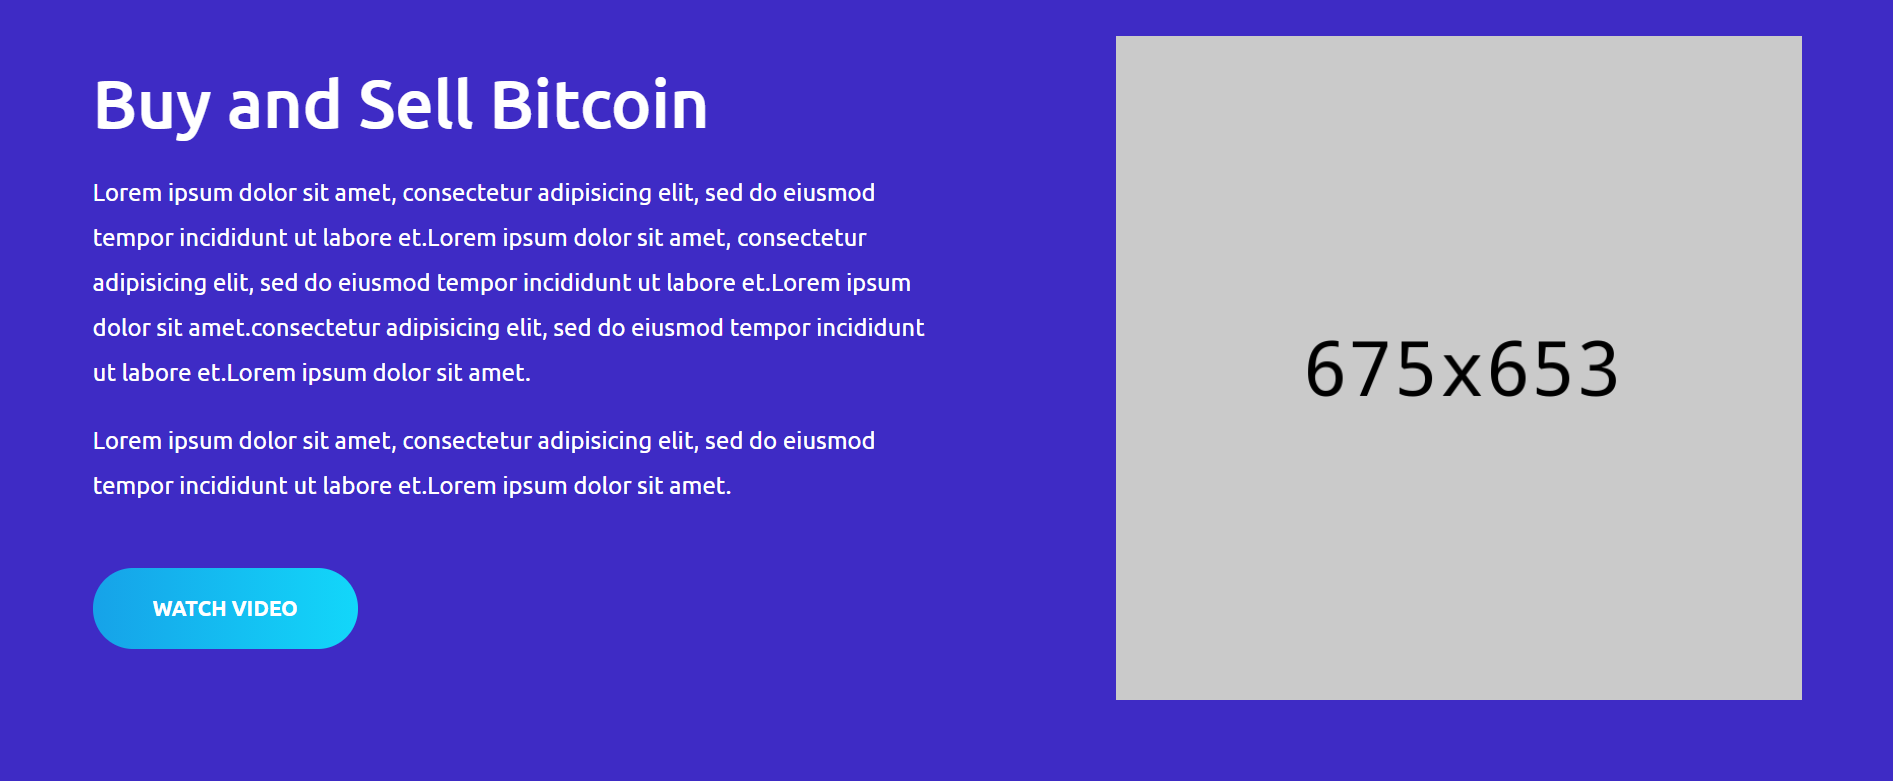 Buy and Sell Bitcoin
Lorem ipsum dolor sit amet, consectetur adipisicing elit, sed do eiusmod
tempor incididunt ut labore et.Lorem ipsum dolor sit amet, consectetur
adipisicing elit, sed do eiusmod tempor incididunt ut labore et.Lorem ipsum
dolor sit amet.consectetur adipisicing elit, sed do eiusmod tempor incididunt
ut labore et.Lorem ipsum dolor sit amet.
Lorem ipsum dolor sit amet, consectetur adipisicing elit, sed do eiusmod
tempor incididunt ut labore et.Lorem ipsum dolor sit amet.
WATCH VIDEO
675x653